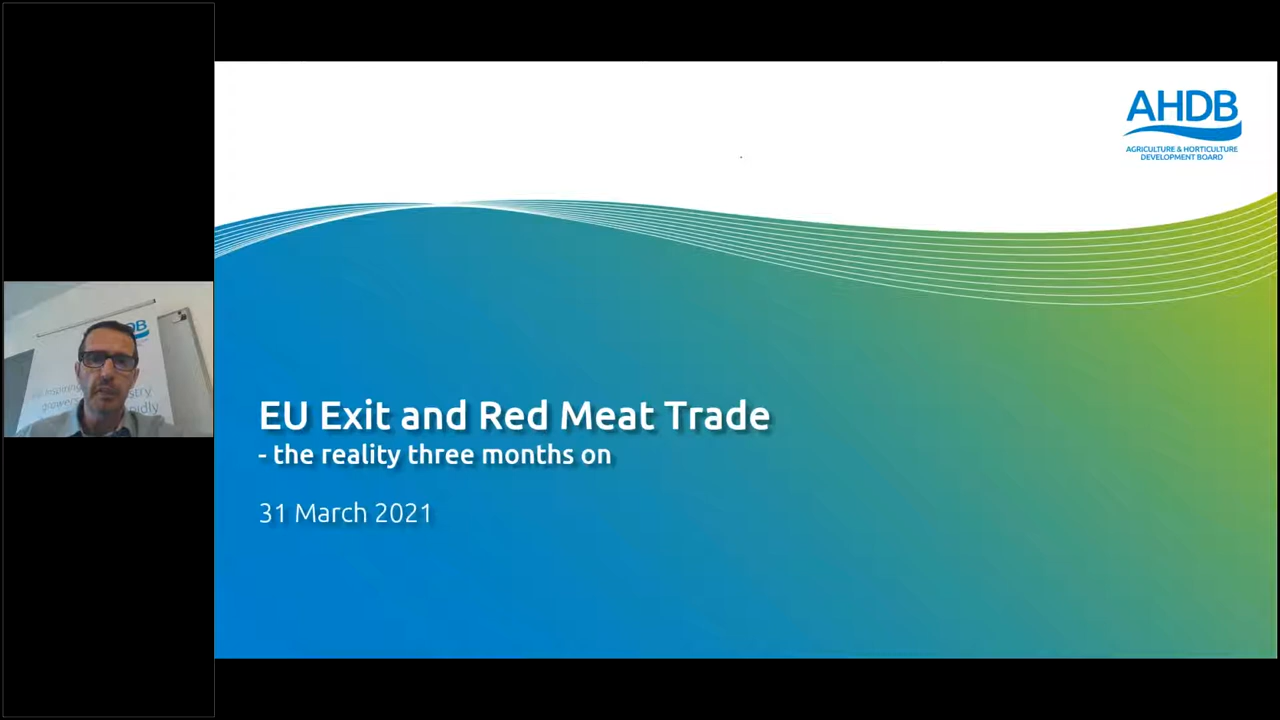 AHDB
AGRICULTURE & HORTICULTURE
DEVELOPMENT BOARD
EU Exit and Red Meat Trade
- the reality three months on
31 March 2021